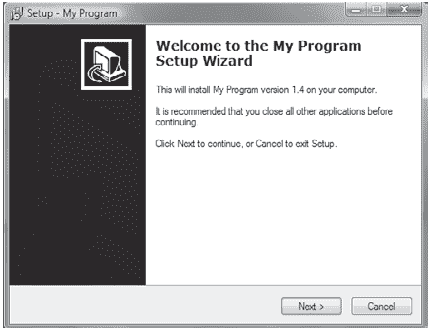 Setup - My Program
Welcome to the My Program
Setup Wizard
This will install My Program version 1.4 on your computer.
It is recommended that you close all other applications before
continuing.
Click Next to continue, or Cancel to exit Setup.
Next >
Cancel